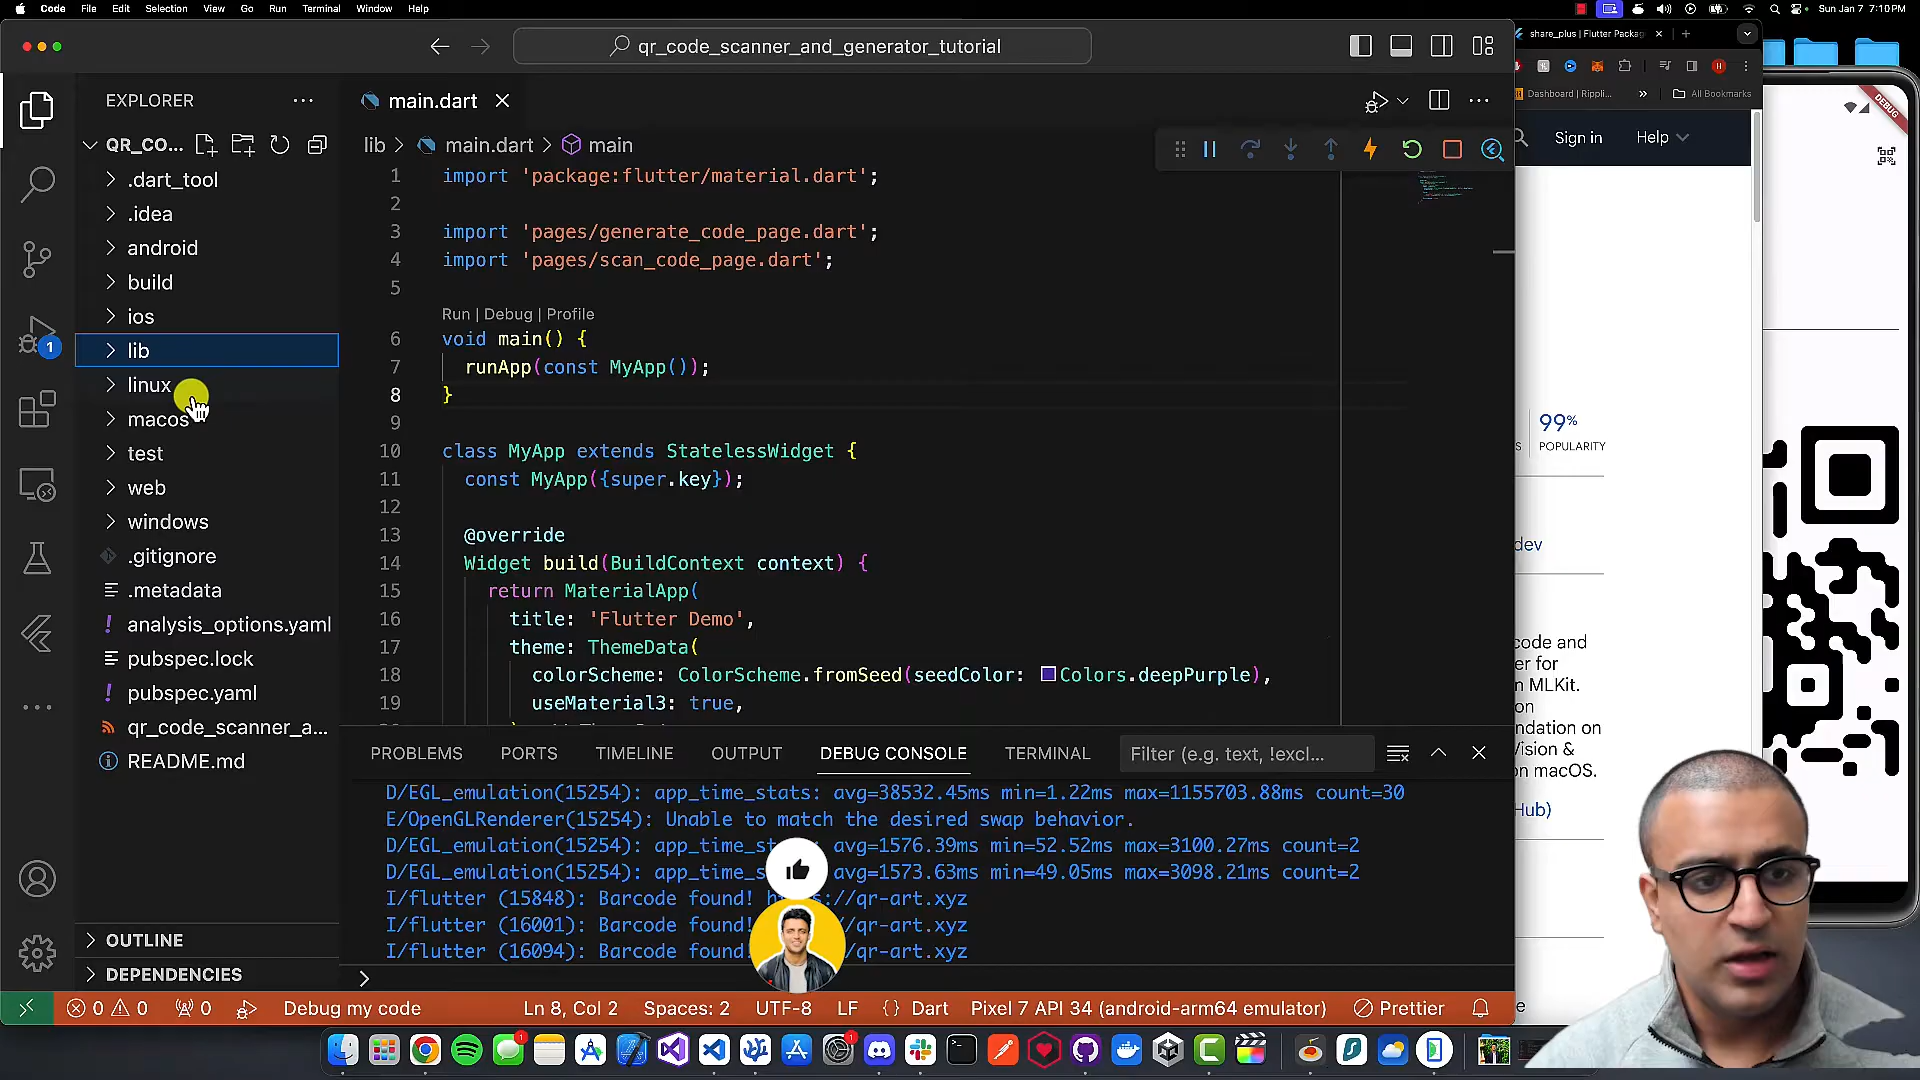 Code File Edit Selection View Go Run Terminal Window Help
Sun Jan 7 7:10 PM
qr_code_scanner_and_generator_tutorial
share_plus | Flutter Packag
Dashboard | Rippli...
» All Bookmarks
Sign in Help
DEBUG
EXPLORER
main.dart
QR_CO...
lib > main.dart > main
.dart_tool
.idea
android
build
ios
lib
linux
macos
test
web
windows
.gitignore
.metadata
analysis_options.yaml
pubspec.lock
pubspec.yaml
qr_code_scanner_a...
README.md
OUTLINE
DEPENDENCIES
1
1 import 'package:flutter/material.dart';
2
3 import 'pages/generate_code_page.dart';
4 import 'pages/scan_code_page.dart';
5
Run | Debug | Profile
6 void main() {
7 runApp(const MyApp());
8 }
9
10 class MyApp extends StatelessWidget {
11 const MyApp({super.key});
12
13 @override
14 Widget build(BuildContext context) {
15 return MaterialApp(
16 title: 'Flutter Demo',
17 theme: ThemeData(
18 colorScheme: ColorScheme.fromSeed(seedColor: Colors.deepPurple),
19 useMaterial3: true,
PROBLEMS PORTS TIMELINE OUTPUT DEBUG CONSOLE TERMINAL Filter (e.g. text, !excl...
D/EGL_emulation(15254): app_time_stats: avg=38532.45ms min=1.22ms max=1155703.88ms count=30
E/OpenGLRenderer(15254): Unable to match the desired swap behavior.
D/EGL_emulation(15254): app_time_st avg=1576.39ms min=52.52ms max=3100.27ms count=2
D/EGL_emulation(15254): app_time_s avg=1573.63ms min=49.05ms max=3098.21ms count=2
I/flutter (15848): Barcode found! h s://qr-art.xyz
I/flutter (16001): Barcode found! //qr-art.xyz
I/flutter (16094): Barcode found! //qr-art.xyz
0 0 0 Debug my code Ln 8, Col 2 Spaces: 2 UTF-8 LF {} Dart Pixel 7 API 34 (android-arm64 emulator) Prettier
99%
POPULARITY
dev
code and
er for
n MLKit.
on
ndation on
Vision &
on macOS.
Hub)